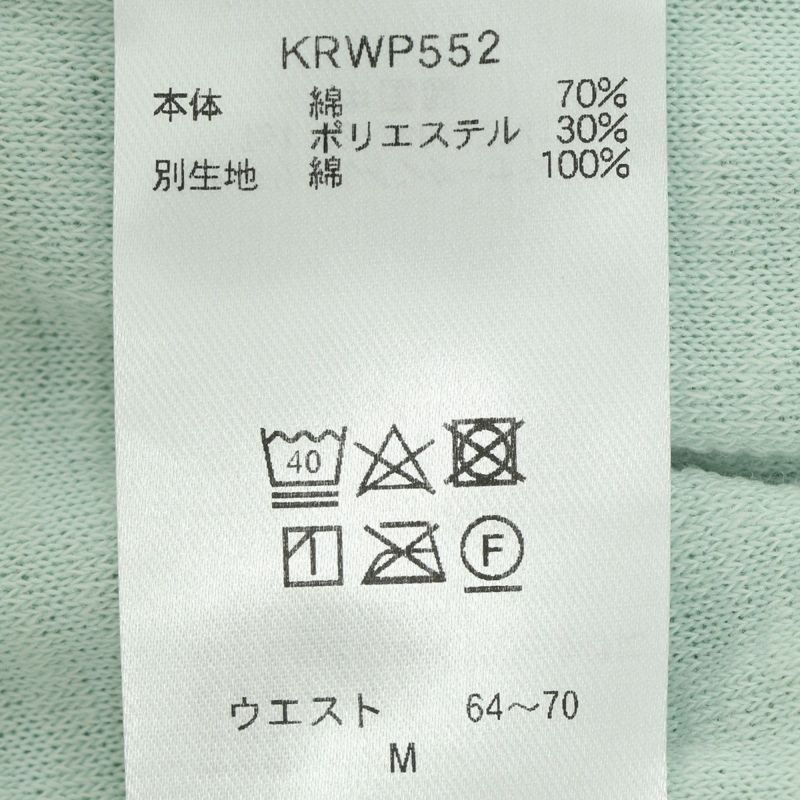 KRWP552
本体 綿 70%
ポリエステル 30%
別生地 綿 100%
40
F
ウエスト 64～70
M